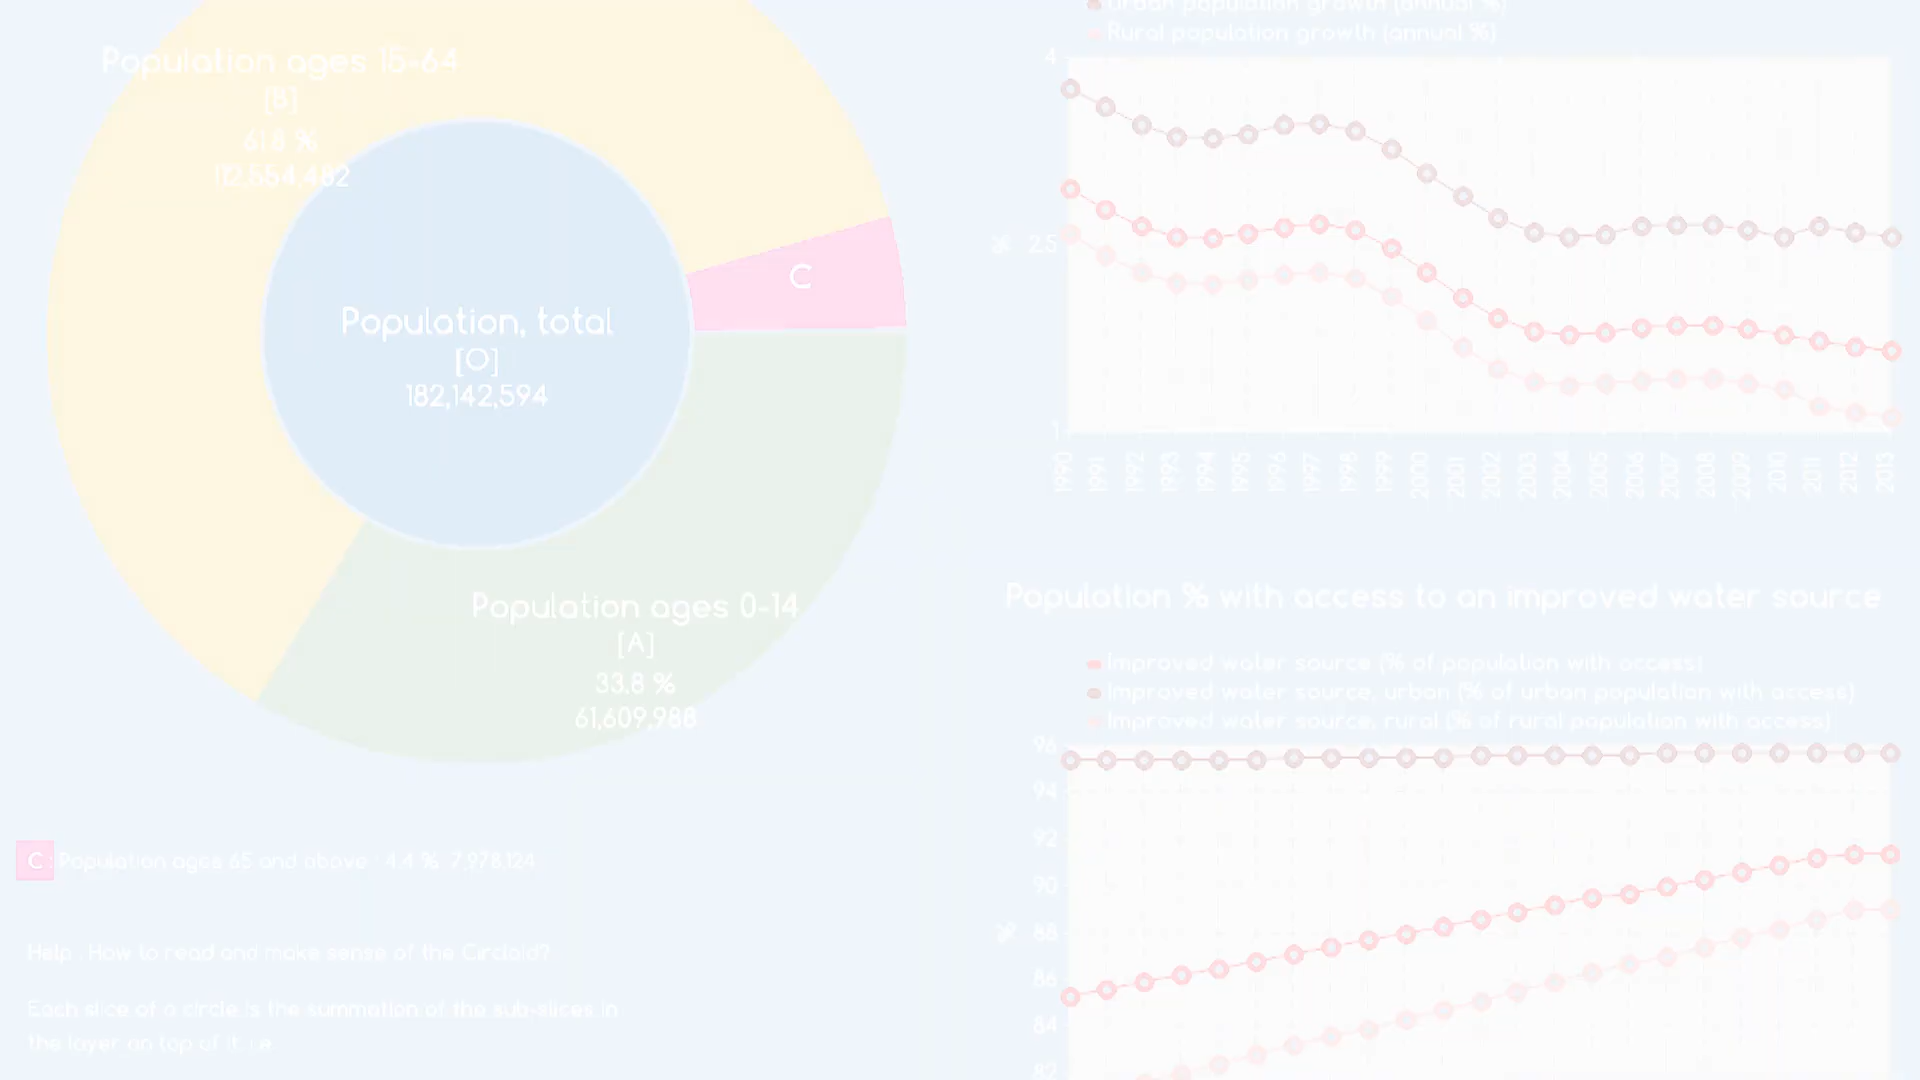 Population ages 15-64
[B]
61.8 %
112,554,482
Population, total
[O]
182,142,594
C
Population ages 0-14
[A]
33.8 %
61,609,988
C Population ages 65 and above : 4.4 % 7,978,124
Help : How to read and make sense of the Circloid?
Each slice of a circle is the summation of the sub-slices in
the layer on top of it. i.e
Urban population growth (annual %)
Rural population growth (annual %)
4
% 2.5
1
1990 1991 1992 1993 1994 1995 1996 1997 1998 1999 2000 2001 2002 2003 2004 2005 2006 2007 2008 2009 2010 2011 2012 2013
Population % with access to an improved water source
Improved water source (% of population with access)
Improved water source, urban (% of urban population with access)
Improved water source, rural (% of rural population with access)
96
94
92
90
% 88
86
84
82